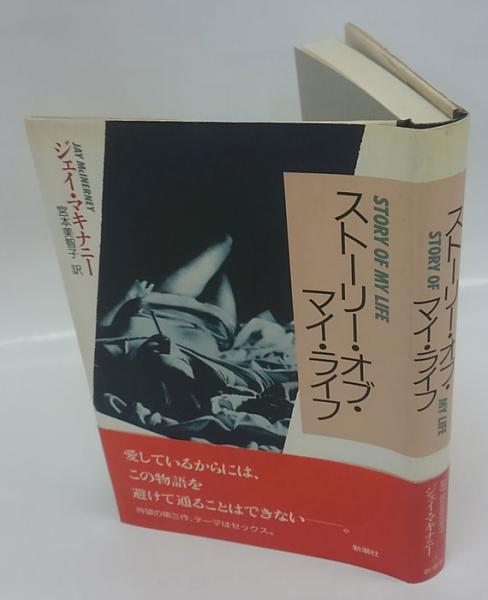 JAY McINERNEY
ジェイ・マキナニー
宮本美智子 訳
STORY OF MY LIFE
ストーリー・オブ・
マイ・ライフ
愛しているからには、
この物語を
避けて通ることはできない――。
待望の第三作、テーマはセックス。
新潮社
ストーリー・オブ・
マイ・ライフ
STORY OF
MY LIFE
ジェイ・マキナニー